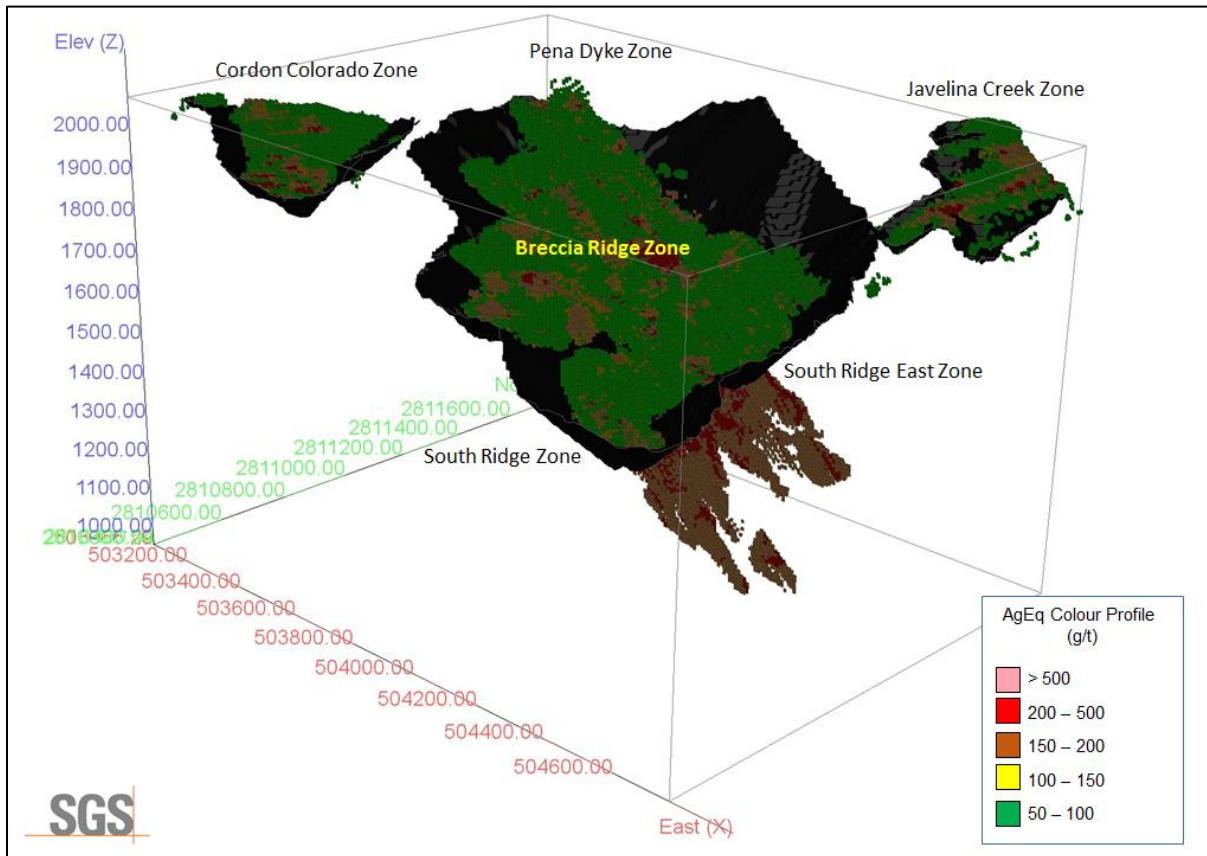 Elev (Z)
Pena Dyke Zone
Cordon Colorado Zone
Javelina Creek Zone
2000.00
1900.00
1800.00
1700.00
1600.00
1500.00
1400.00
1300.00
1200.00
1100.00
1000.00
Breccia Ridge Zone
South Ridge East Zone
South Ridge Zone
2811600.00
2811400.00
2811200.00
2811000.00
2810800.00
2810600.00
503200.00
503400.00
503600.00
503800.00
504000.00
504200.00
504400.00
504600.00
East (X)
AgEq Colour Profile
(g/t)
> 500
200 – 500
150 – 200
100 – 150
50 – 100
SGS